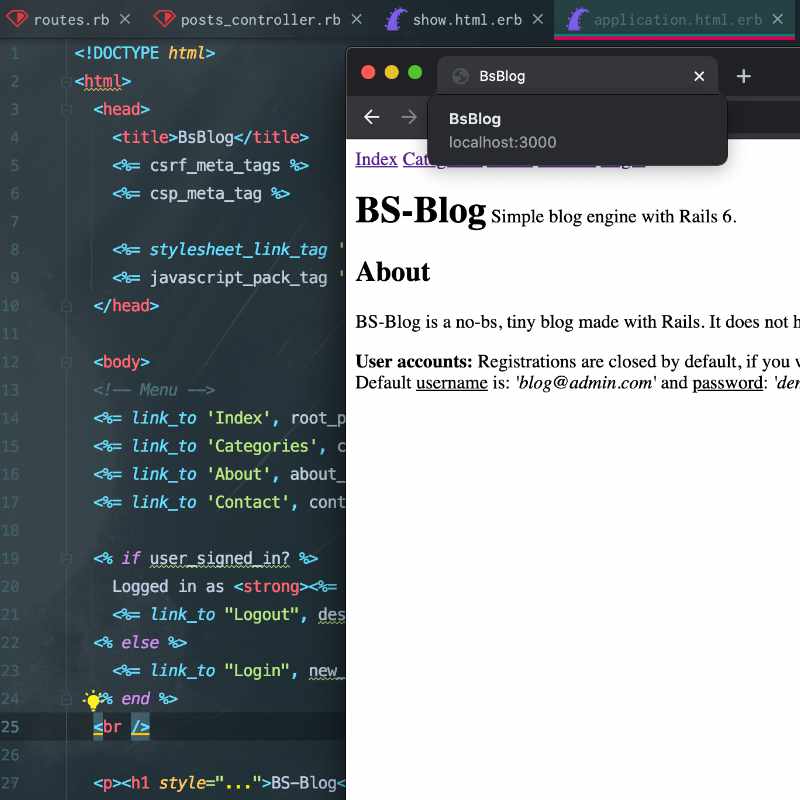 routes.rb
posts_controller.rb
show.html.erb
application.html.erb
1 <!DOCTYPE html>
2 <html>
3 <head>
4 <title>BsBlog</title>
5 <%= csrf_meta_tags %>
6 <%= csp_meta_tag %>
7
8 <%= stylesheet_link_tag '
9 <%= javascript_pack_tag '
10 </head>
11
12 <body>
13 <!-- Menu -->
14 <%= link_to 'Index', root_p
15 <%= link_to 'Categories', c
16 <%= link_to 'About', about_
17 <%= link_to 'Contact', cont
18
19 <% if user_signed_in? %>
20 Logged in as <strong><%=
21 <%= link_to "Logout", des
22 <% else %>
23 <%= link_to "Login", new_
24 % end %>
25 <br />
26
27 <p><h1 style="...">BS-Blog<
BsBlog
BsBlog
localhost:3000
Index
BS-Blog Simple blog engine with Rails 6.
About
BS-Blog is a no-bs, tiny blog made with Rails. It does not h
User accounts: Registrations are closed by default, if you
Default username is: 'blog@admin.com' and password: 'de